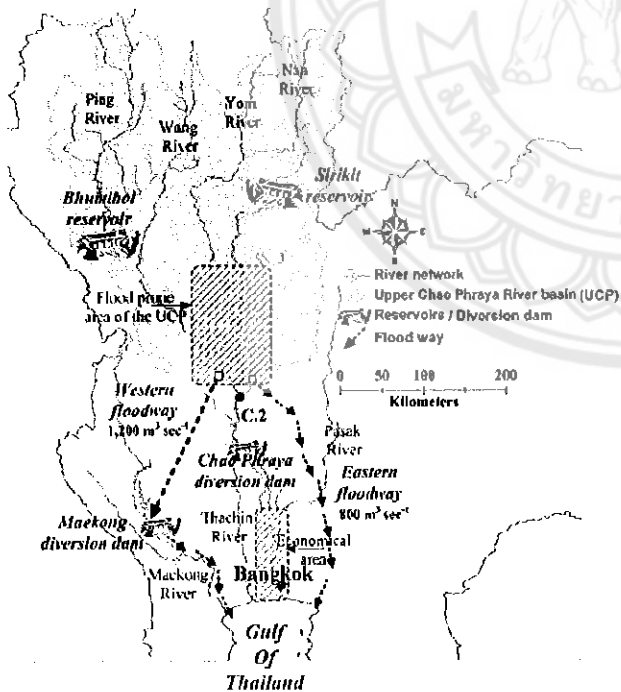 Ping
River
Wang
River
Yom
River
Nan
River
Bhumibol
reservoir
Sirikit
reservoir
N
E
River network
Upper Chao Phraya River basin (UCP)
Reservoirs / Diversion dam
Flood way
0 50 100 200
Kilometers
Flood prone
area of the UCP
Western
floodway
1,200 m³ sec⁻¹
C.2
Chao Phraya
diversion dam
Pasak
River
Eastern
floodway
800 m³ sec⁻¹
Maekong
diversion dam
Thachin
River
Economical
area
Maekong
River
Bangkok
Gulf
Of
Thailand